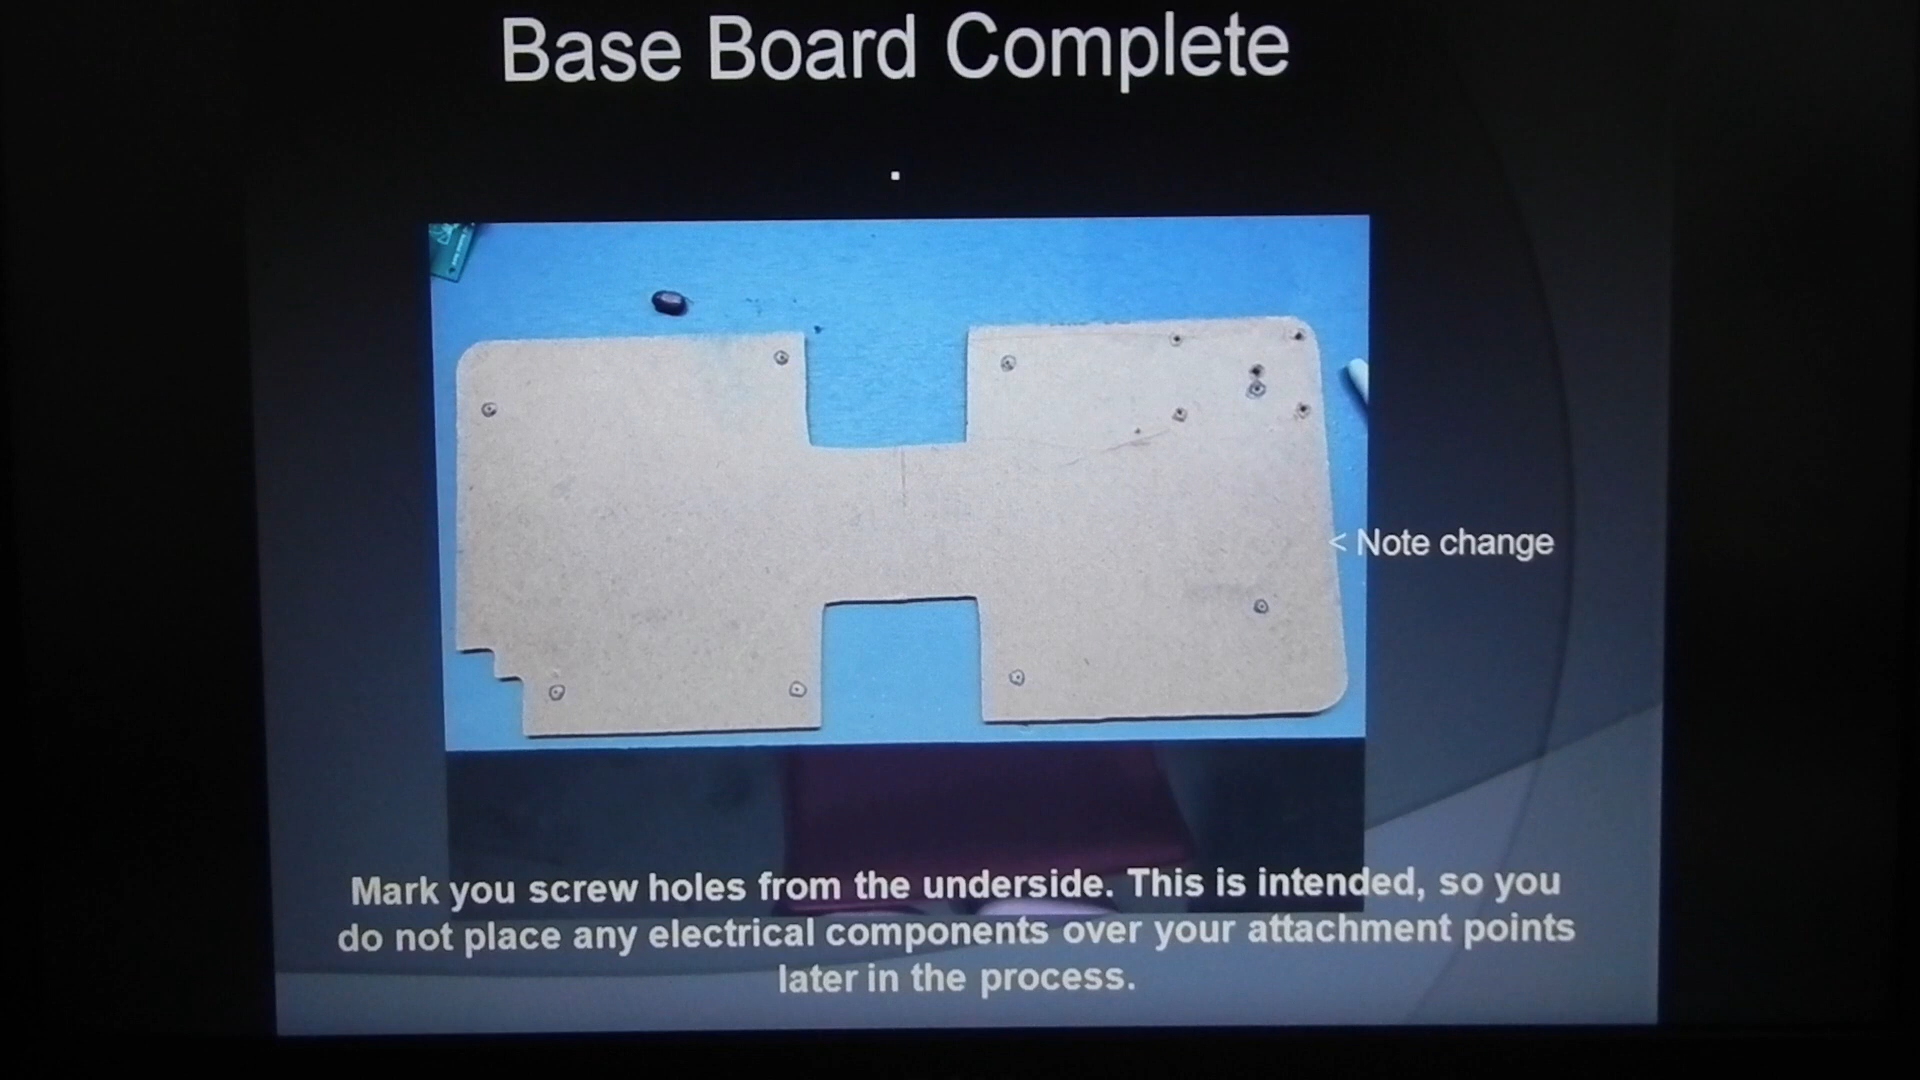 Base Board Complete
< Note change
Mark you screw holes from the underside. This is intended, so you
do not place any electrical components over your attachment points
later in the process.